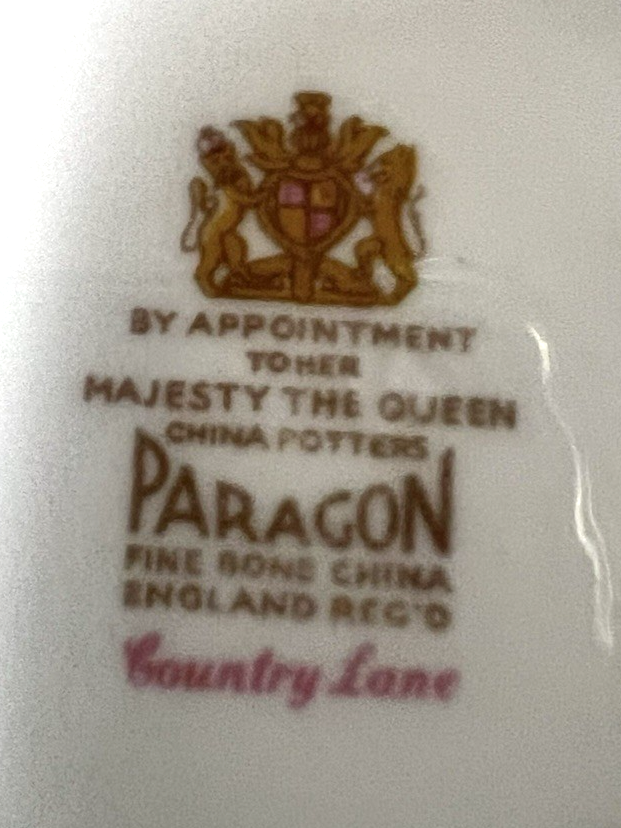 BY APPOINTMENT
TO HER
MAJESTY THE QUEEN
CHINA POTTERS
PARAGON
FINE BONE CHINA
ENGLAND REG'D
Country Lane